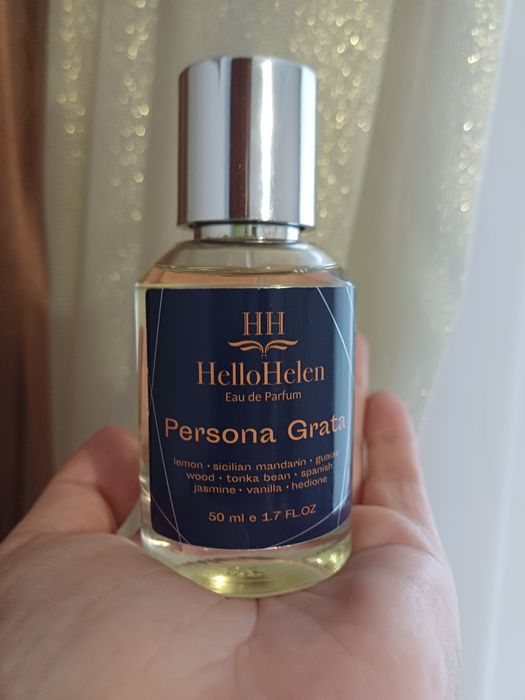 HH
HelloHelen
Eau de Parfum
Persona Grata
lemon • sicilian mandarin • guaiac
wood • tonka bean • spanish
jasmine • vanilla • hedione
50 ml e 1.7 FL.OZ